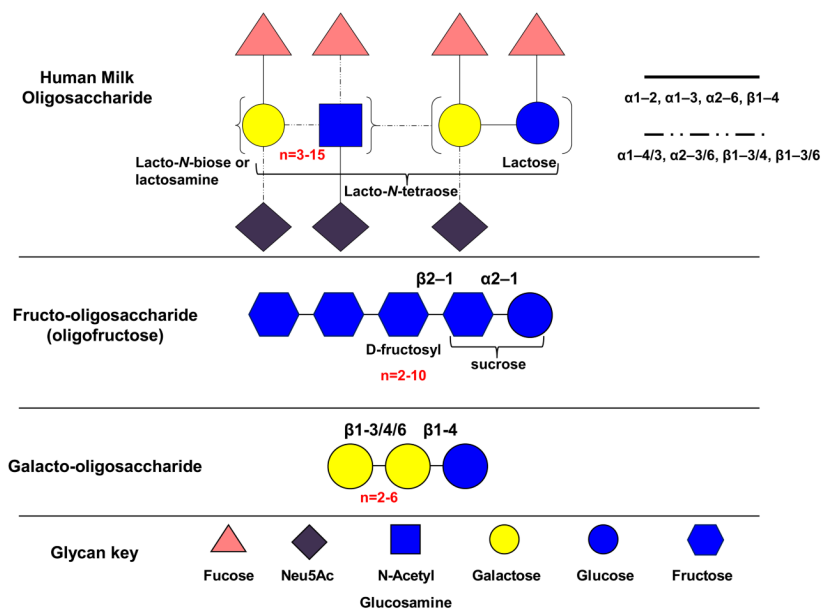 Human Milk
Oligosaccharide
α1–2, α1–3, α2–6, β1–4
α1–4/3, α2–3/6, β1–3/4, β1–3/6
Lacto-N-biose or
lactosamine
n=3-15
Lactose
Lacto-N-tetraose
Fructo-oligosaccharide
(oligofructose)
β2–1
α2–1
D-fructosyl
sucrose
n=2-10
Galacto-oligosaccharide
β1-3/4/6
β1-4
n=2-6
Glycan key
Fucose
Neu5Ac
N-Acetyl
Glucosamine
Galactose
Glucose
Fructose